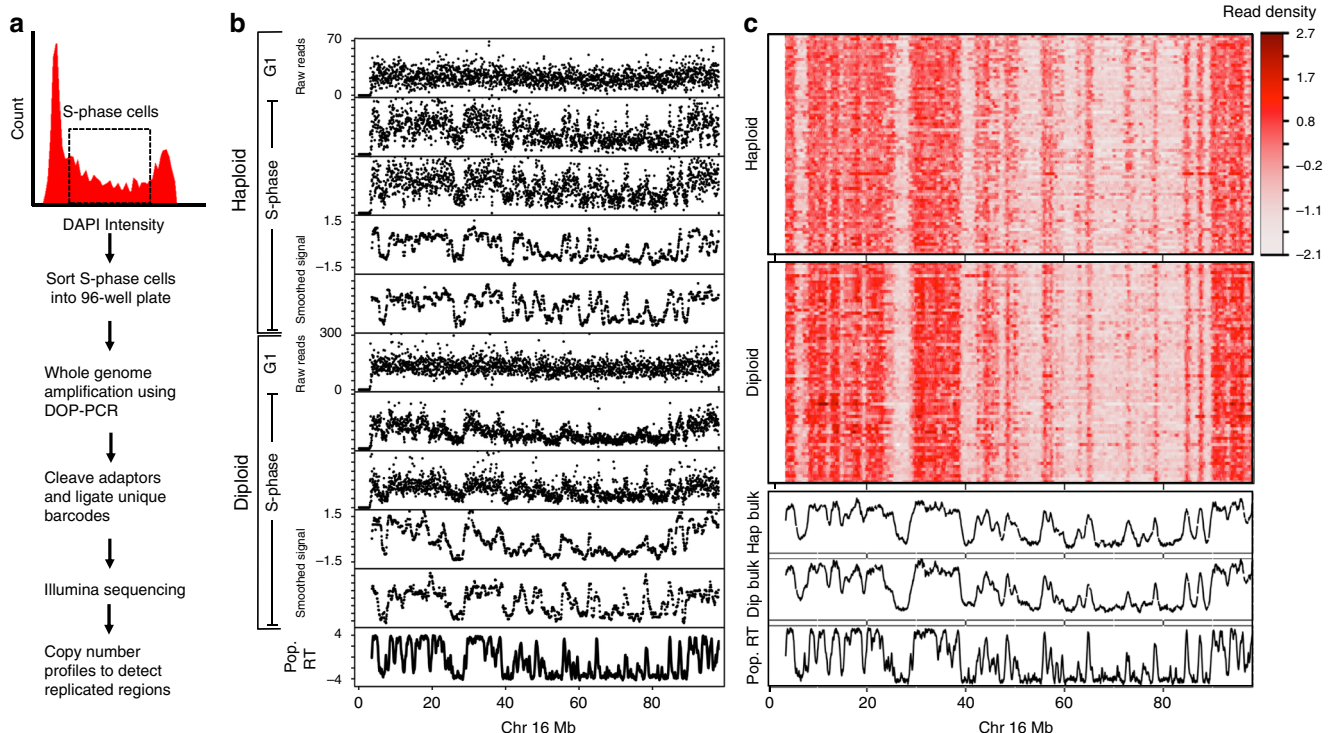 a
Count
S-phase cells
DAPI Intensity
Sort S-phase cells
into 96-well plate
Whole genome
amplification using
DOP-PCR
Cleave adaptors
and ligate unique
barcodes
Illumina sequencing
Copy number
profiles to detect
replicated regions
b
Haploid
G1
S-phase
Raw reads
70
0
Smoothed signal
1.5
−1.5
Diploid
G1
S-phase
Raw reads
300
0
Smoothed signal
1.5
−1.5
Pop.
RT
4
−4
0
20
40
60
80
Chr 16 Mb
c
Read density
2.7
1.7
0.8
−0.2
−1.1
−2.1
Haploid
Diploid
Hap bulk
Dip bulk
Pop. RT
0
20
40
60
80
Chr 16 Mb